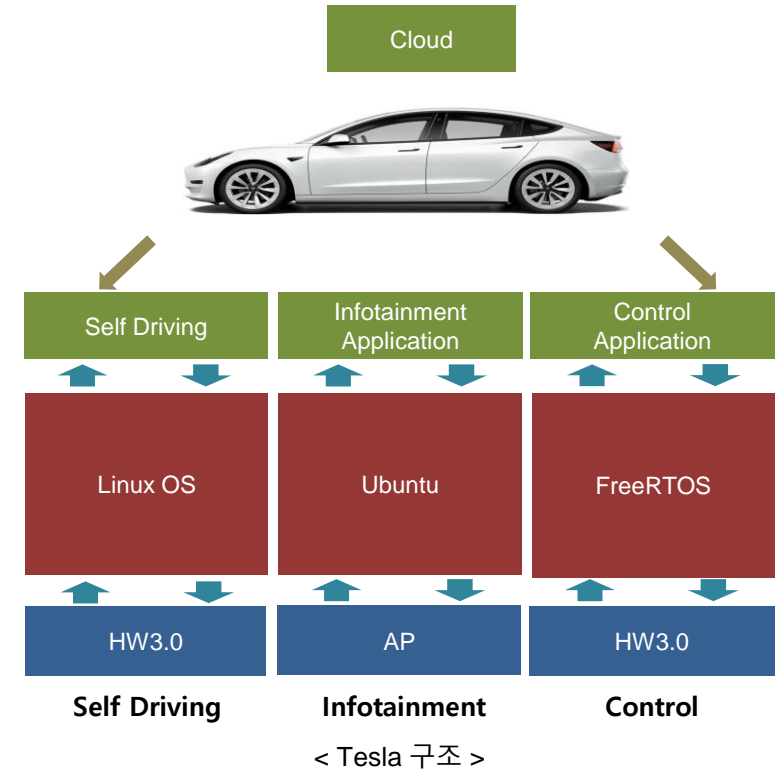 Cloud
Self Driving
Infotainment
Application
Control
Application
Linux OS
Ubuntu
FreeRTOS
HW3.0
AP
HW3.0
Self Driving
Infotainment
Control
< Tesla 구조 >